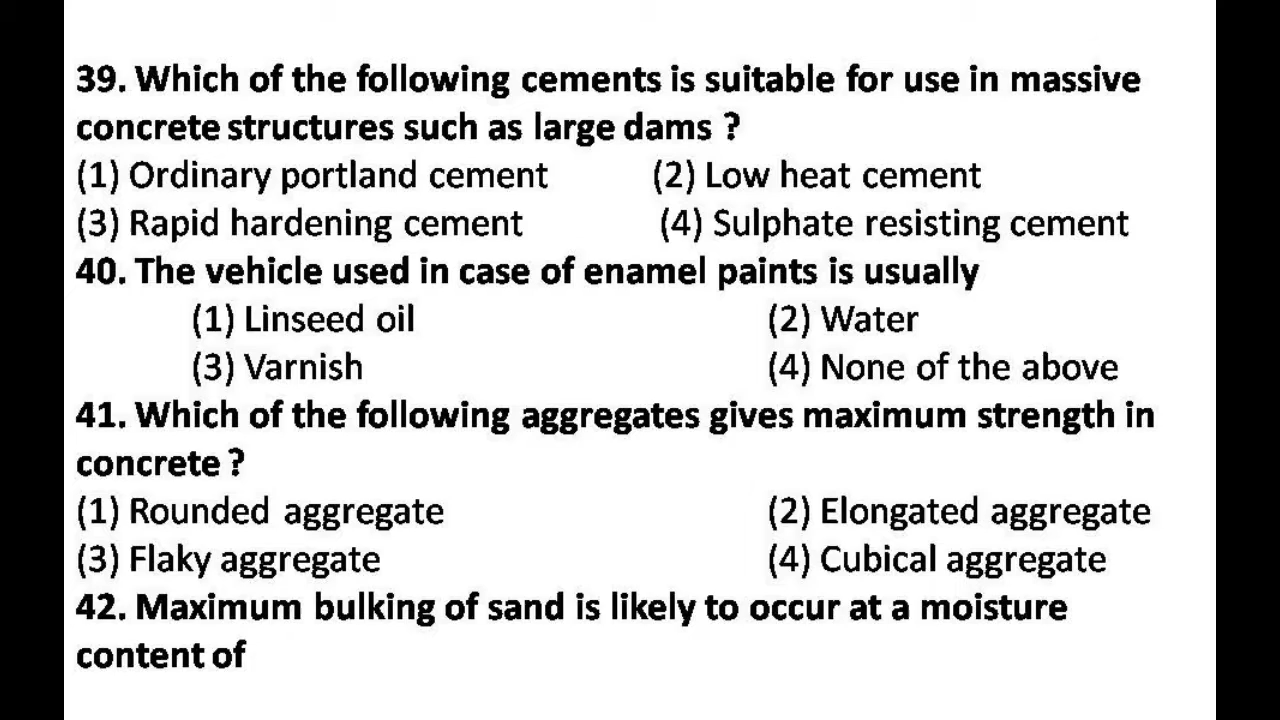 39. Which of the following cements is suitable for use in massive
concrete structures such as large dams ?
(1) Ordinary portland cement (2) Low heat cement
(3) Rapid hardening cement (4) Sulphate resisting cement
40. The vehicle used in case of enamel paints is usually
(1) Linseed oil (2) Water
(3) Varnish (4) None of the above
41. Which of the following aggregates gives maximum strength in
concrete ?
(1) Rounded aggregate (2) Elongated aggregate
(3) Flaky aggregate (4) Cubical aggregate
42. Maximum bulking of sand is likely to occur at a moisture
content of